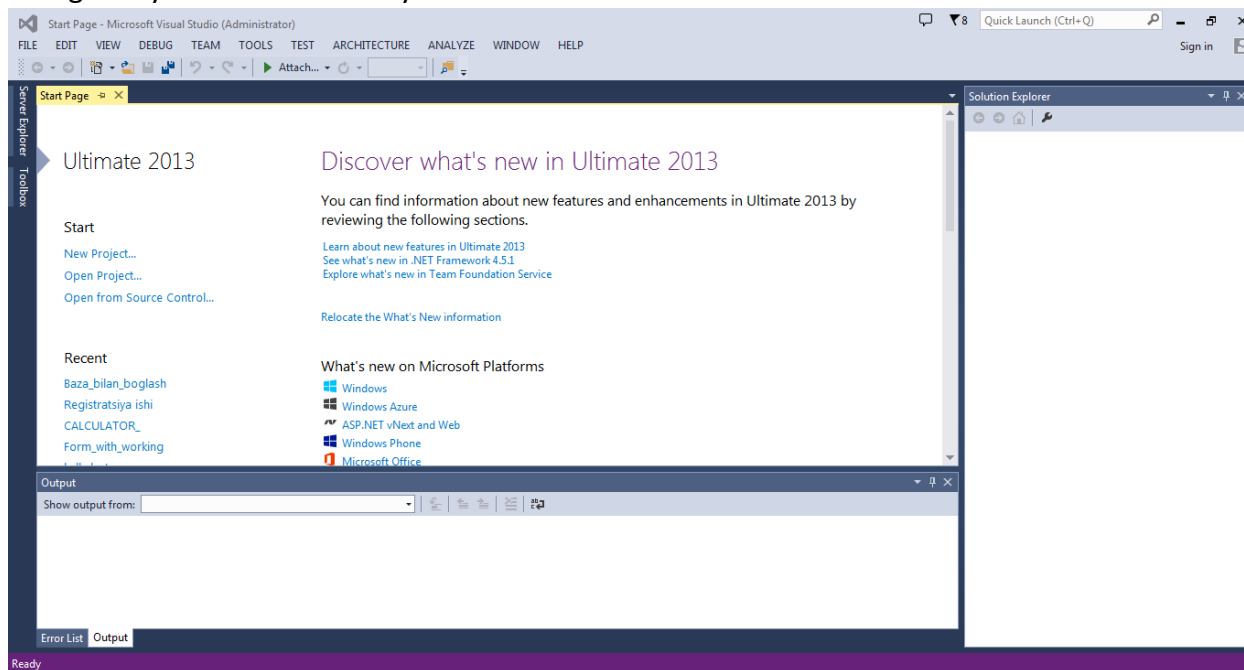 Start Page - Microsoft Visual Studio (Administrator)
8
Quick Launch (Ctrl+Q)
FILE EDIT VIEW DEBUG TEAM TOOLS TEST ARCHITECTURE ANALYZE WINDOW HELP
Sign in
Attach...
Server Explorer
Toolbox
Start Page
Ultimate 2013
Start
New Project...
Open Project...
Open from Source Control...
Recent
Baza_bilan_boglash
Registratsiya ishi
CALCULATOR_
Form_with_working
Discover what's new in Ultimate 2013
You can find information about new features and enhancements in Ultimate 2013 by
reviewing the following sections.
Learn about new features in Ultimate 2013
See what's new in .NET Framework 4.5.1
Explore what's new in Team Foundation Service
Relocate the What's New information
What's new on Microsoft Platforms
Windows
Windows Azure
ASP.NET vNext and Web
Windows Phone
Microsoft Office
Solution Explorer
Output
Show output from:
Error List Output
Ready